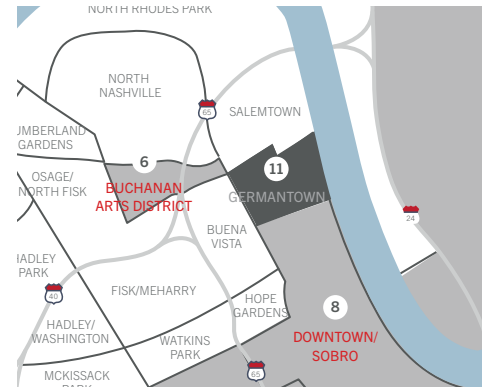 NORTH RHODES PARK
NORTH
NASHVILLE
65
SALEMTOWN
UMBERLAND
GARDENS
6
11
OSAGE/
NORTH FISK
BUCHANAN
ARTS DISTRICT
GERMANTOWN
24
BUENA
VISTA
HADLEY
PARK
40
FISK/MEHARRY
HOPE
GARDENS
8
HADLEY/
WASHINGTON
WATKINS
PARK
DOWNTOWN/
SOBRO
65
MCKISSACK
PARK